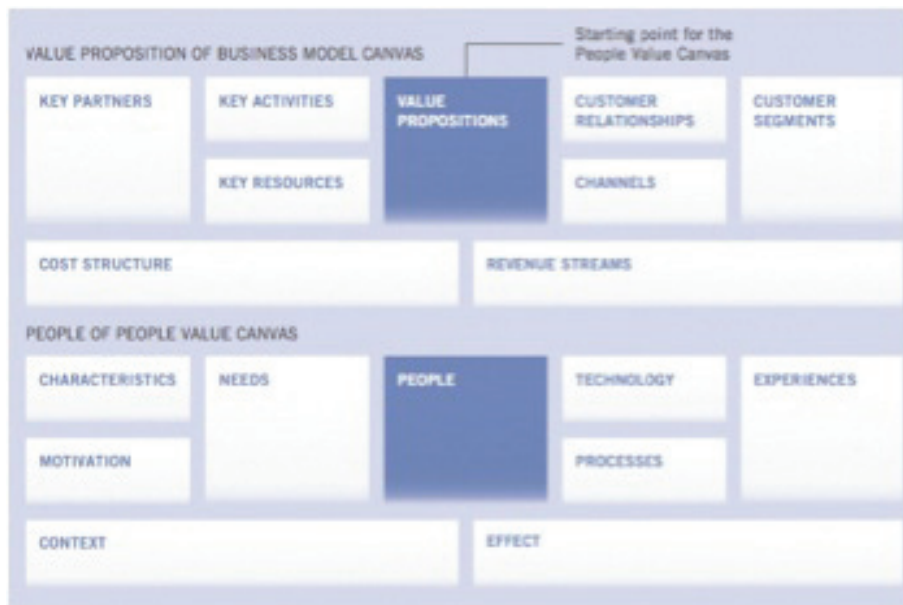 Starting point for the
People Value Canvas
VALUE PROPOSITION OF BUSINESS MODEL CANVAS
KEY PARTNERS
KEY ACTIVITIES
VALUE
PROPOSITIONS
CUSTOMER
RELATIONSHIPS
CUSTOMER
SEGMENTS
KEY RESOURCES
CHANNELS
COST STRUCTURE
REVENUE STREAMS
PEOPLE OF PEOPLE VALUE CANVAS
CHARACTERISTICS
NEEDS
PEOPLE
TECHNOLOGY
EXPERIENCES
MOTIVATION
PROCESSES
CONTEXT
EFFECT